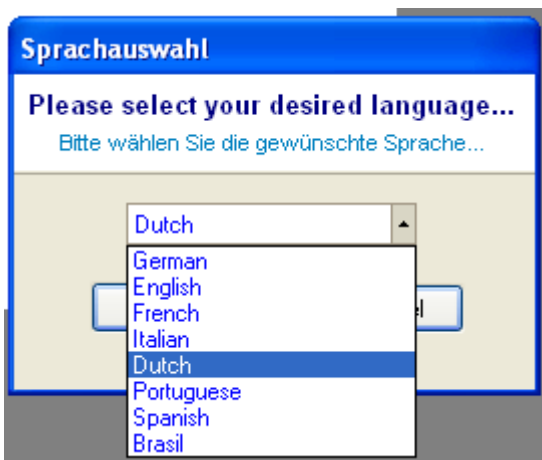 Sprachauswahl
Please select your desired language...
Bitte wählen Sie die gewünschte Sprache...
Dutch
German
English
French
Italian
Dutch
Portuguese
Spanish
Brasil